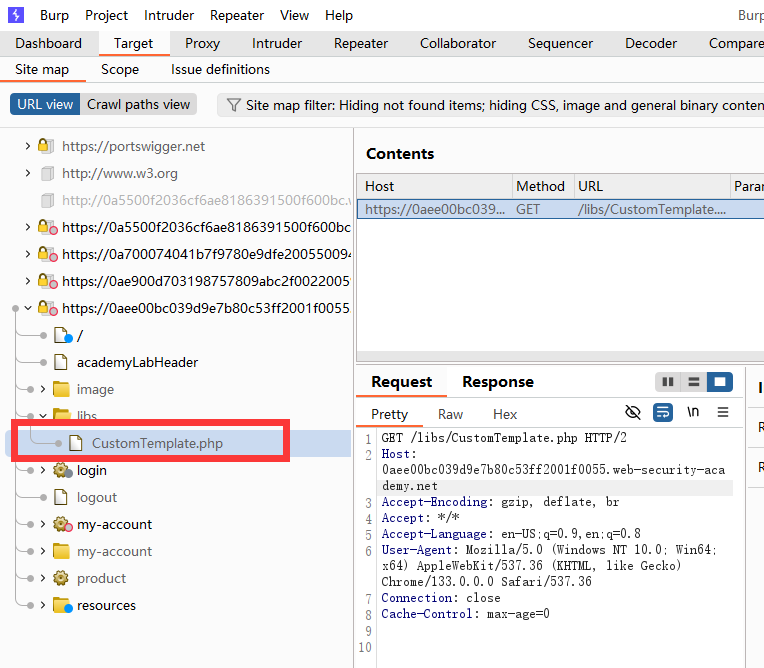 Burp Project Intruder Repeater View Help Burp
Dashboard Target Proxy Intruder Repeater Collaborator Sequencer Decoder Compare
Site map Scope Issue definitions
URL view Crawl paths view Site map filter: Hiding not found items; hiding CSS, image and general binary conten
https://portswigger.net
http://www.w3.org
http://0a5500f2036cf6ae8186391500f600bc.w
https://0a5500f2036cf6ae8186391500f600bc
https://0a700074041b7f9780e9dfe200550094
https://0ae900d703198757809abc2f0022005
https://0aee00bc039d9e7b80c53ff2001f0055
/
academyLabHeader
image
libs
CustomTemplate.php
login
logout
my-account
my-account
product
resources
Contents
Host Method URL Paran
https://0aee00bc039... GET /libs/CustomTemplate....
Request Response
Pretty Raw Hex \n
1 GET /libs/CustomTemplate.php HTTP/2
2 Host:
0aee00bc039d9e7b80c53ff2001f0055.web-security-aca
demy.net
3 Accept-Encoding: gzip, deflate, br
4 Accept: */*
5 Accept-Language: en-US;q=0.9,en;q=0.8
6 User-Agent: Mozilla/5.0 (Windows NT 10.0; Win64;
x64) AppleWebKit/537.36 (KHTML, like Gecko)
Chrome/133.0.0.0 Safari/537.36
7 Connection: close
8 Cache-Control: max-age=0
9
10
I
R
R